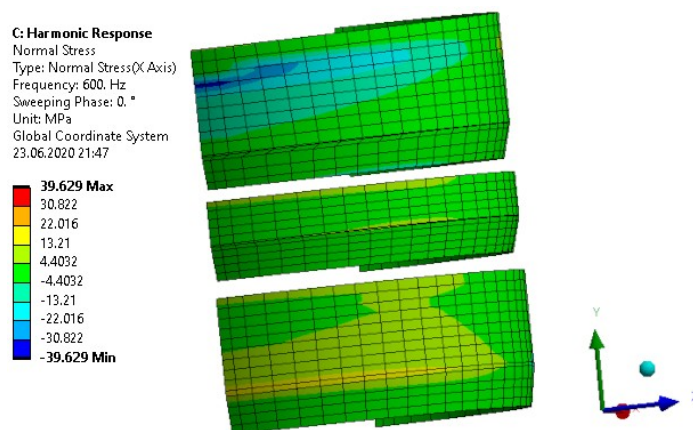 C: Harmonic Response
Normal Stress
Type: Normal Stress(X Axis)
Frequency: 600. Hz
Sweeping Phase: 0. °
Unit: MPa
Global Coordinate System
23.06.2020 21:47
39.629 Max
30.822
22.016
13.21
4.4032
-4.4032
-13.21
-22.016
-30.822
-39.629 Min
Y